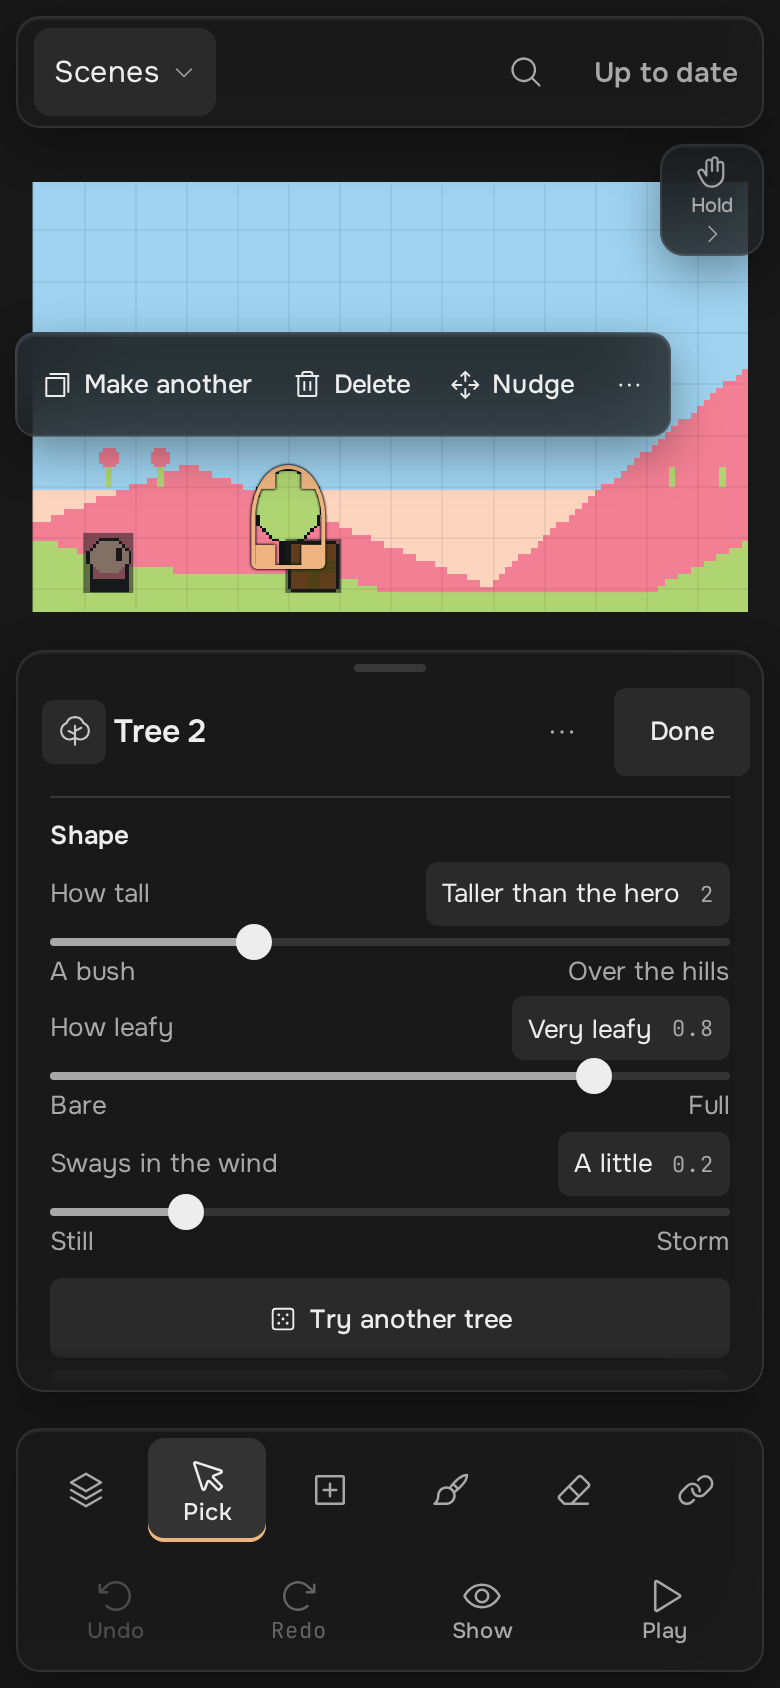 Scenes
Up to date
Hold
Make another
Delete
Nudge
Tree 2
Done
Shape
How tall
Taller than the hero 2
A bush
Over the hills
How leafy
Very leafy 0.8
Bare
Full
Sways in the wind
A little 0.2
Still
Storm
Try another tree
Pick
Undo
Redo
Show
Play